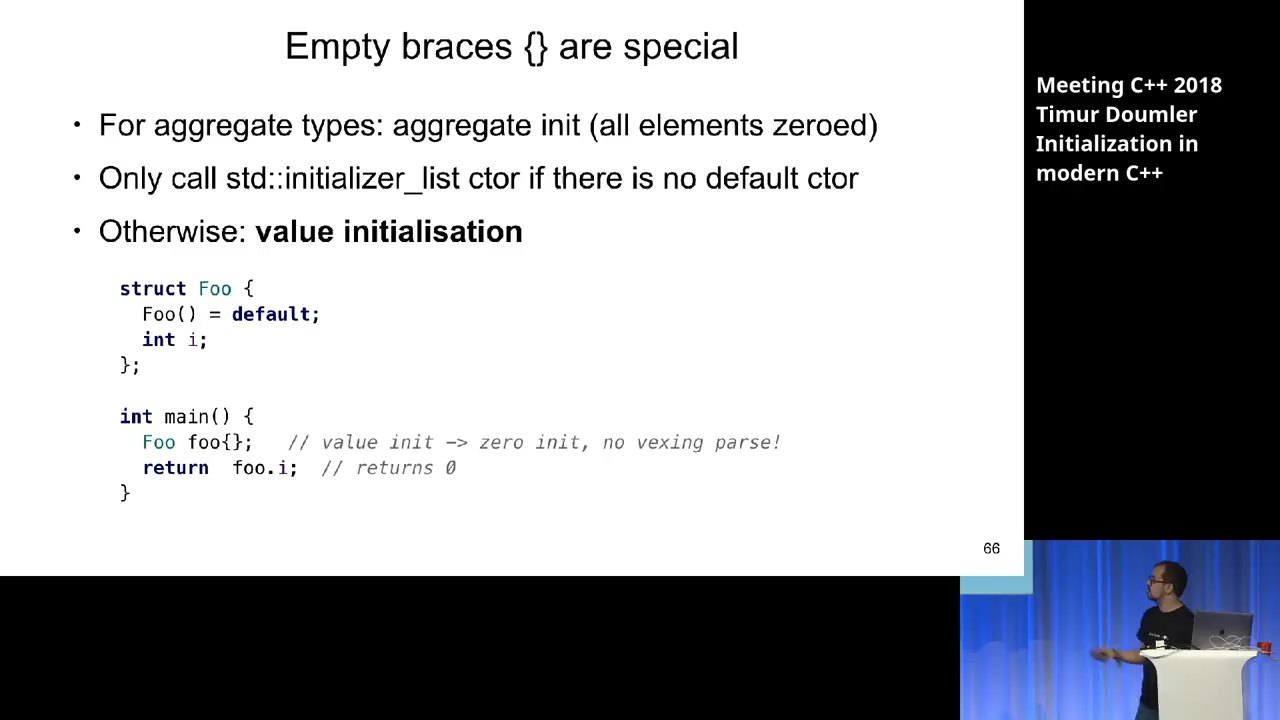 Empty braces {} are special
• For aggregate types: aggregate init (all elements zeroed)
• Only call std::initializer_list ctor if there is no default ctor
• Otherwise: value initialisation
struct Foo {
Foo() = default;
int i;
};
int main() {
Foo foo{}; // value init -> zero init, no vexing parse!
return foo.i; // returns 0
}
66
Meeting C++ 2018
Timur Doumler
Initialization in
modern C++